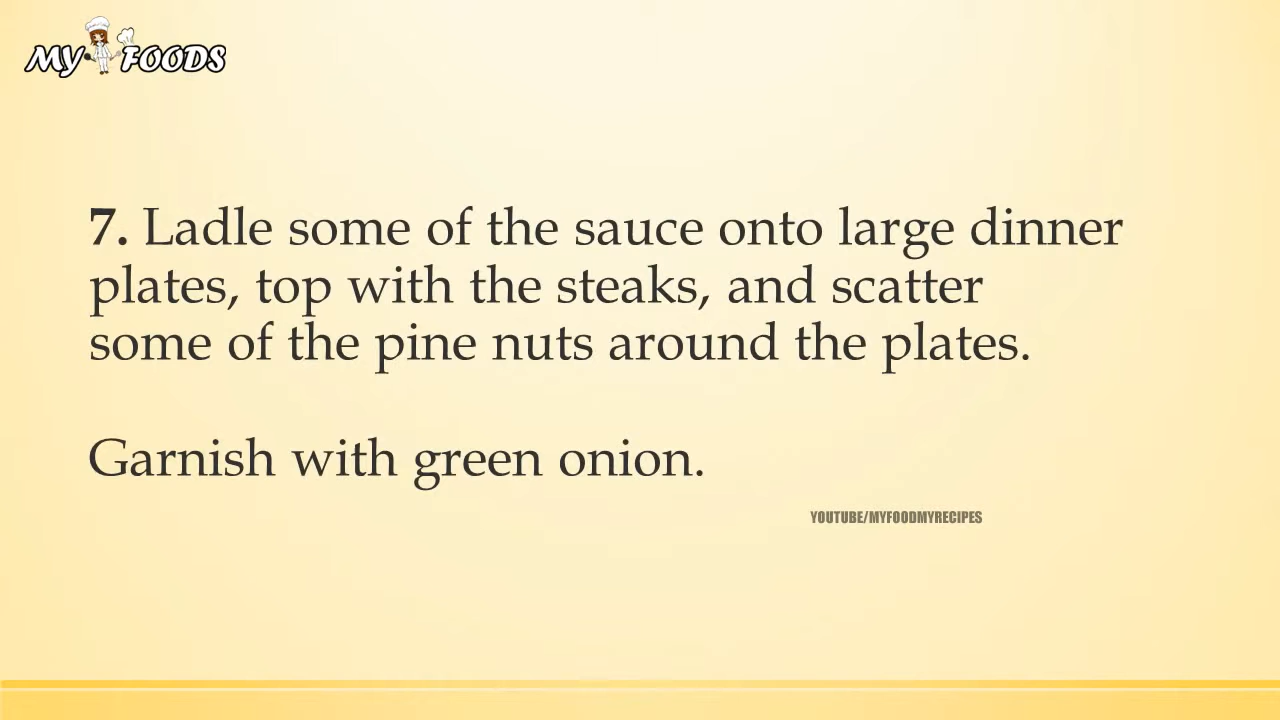 MY FOODS
7. Ladle some of the sauce onto large dinner
plates, top with the steaks, and scatter
some of the pine nuts around the plates.
Garnish with green onion.
YOUTUBE/MYFOODMYRECIPES